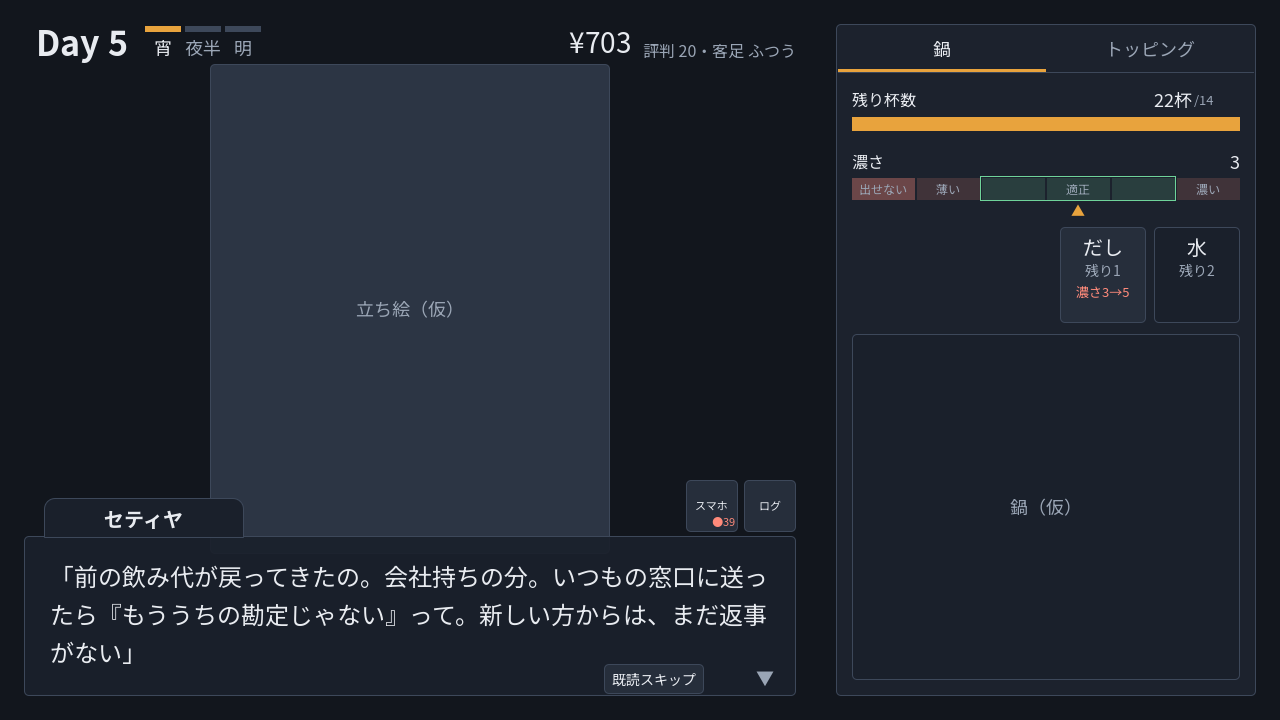 Day 5
宵 夜半 明
¥703 評判 20・客足 ふつう
立ち絵（仮）
スマホ
39
ログ
セティヤ
「前の飲み代が戻ってきたの。会社持ちの分。いつもの窓口に送っ
たら『もううちの勘定じゃない』って。新しい方からは、まだ返事
がない」
既読スキップ
▼
鍋 トッピング
残り杯数 22杯/14
濃さ 3
出せない 薄い 適正 濃い
だし
残り1
濃さ3→5
水
残り2
鍋（仮）